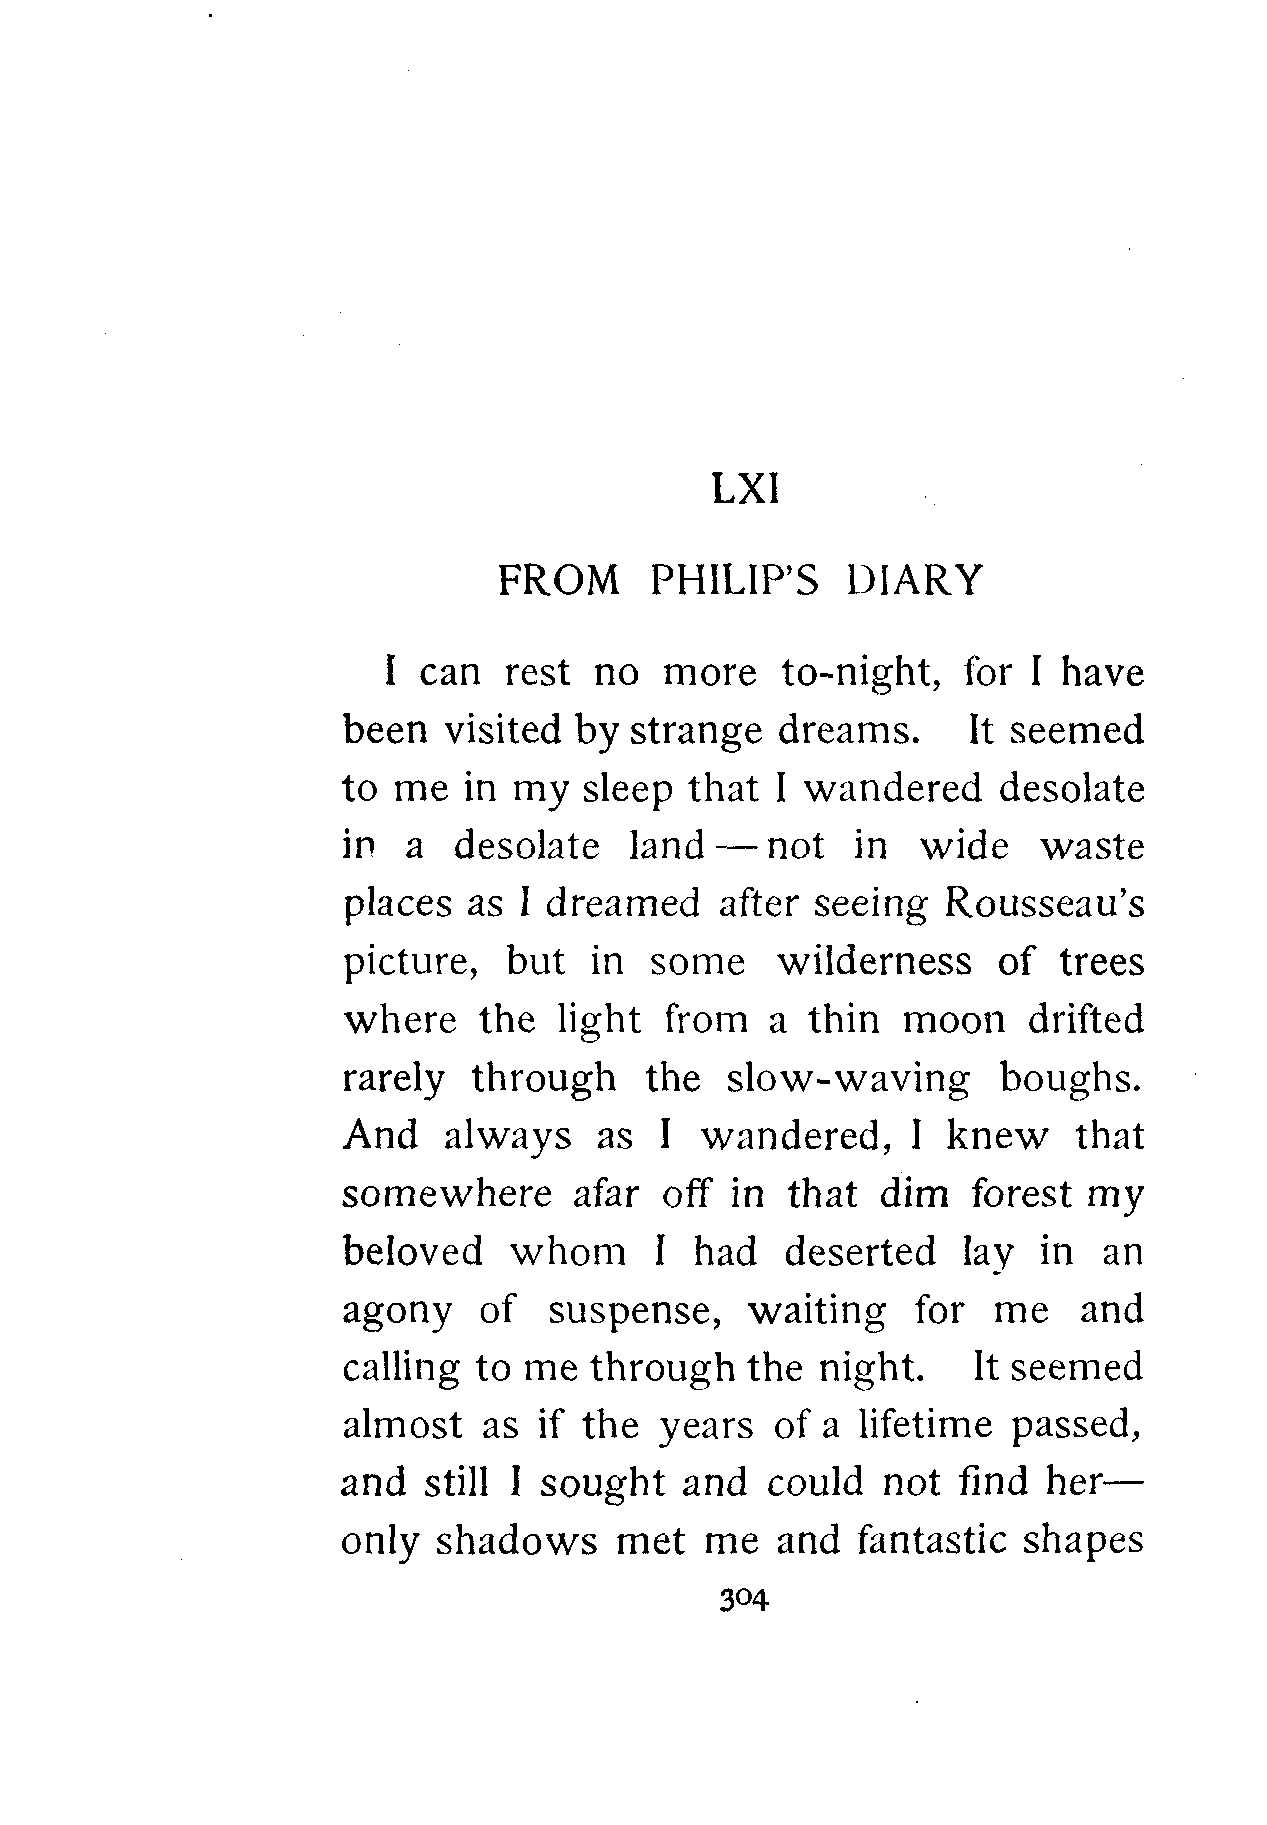 LXI
FROM PHILIP'S DIARY
I can rest no more to-night, for I have
been visited by strange dreams. It seemed
to me in my sleep that I wandered desolate
in a desolate land — not in wide waste
places as I dreamed after seeing Rousseau's
picture, but in some wilderness of trees
where the light from a thin moon drifted
rarely through the slow-waving boughs.
And always as I wandered, I knew that
somewhere afar off in that dim forest my
beloved whom I had deserted lay in an
agony of suspense, waiting for me and
calling to me through the night. It seemed
almost as if the years of a lifetime passed,
and still I sought and could not find her—
only shadows met me and fantastic shapes
304